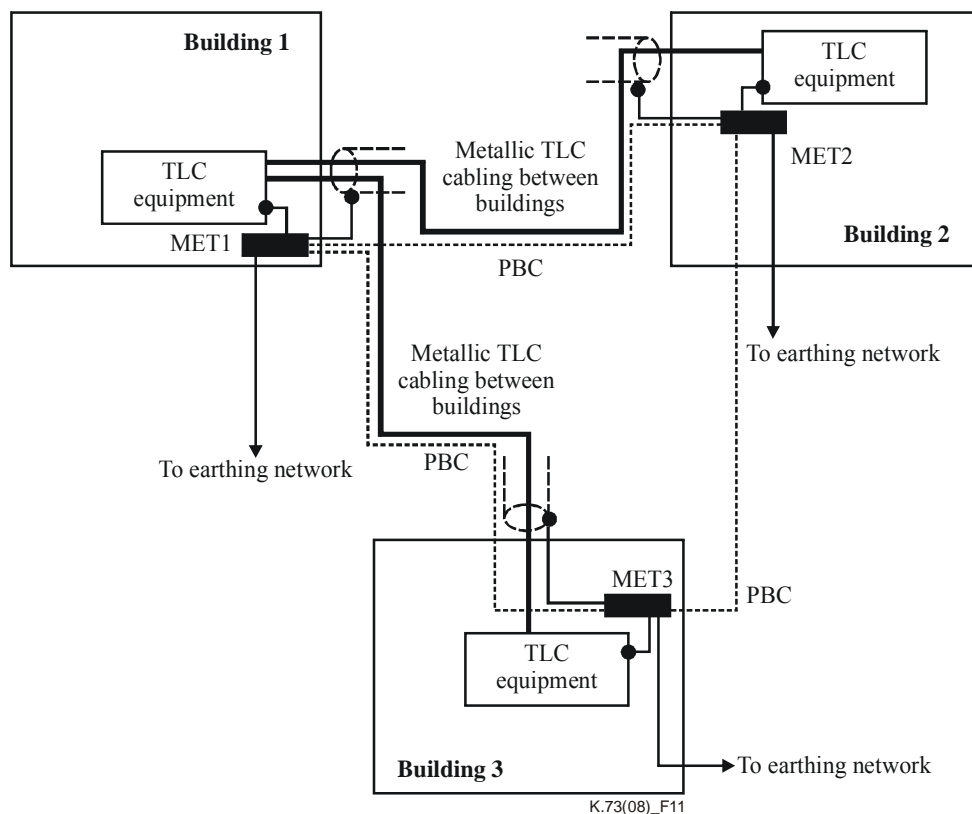 Building 1
TLC
equipment
MET1
To earthing network
Metallic TLC
cabling between
buildings
PBC
TLC
equipment
MET2
Building 2
To earthing network
Metallic TLC
cabling between
buildings
PBC
MET3
PBC
TLC
equipment
Building 3
To earthing network
K.73(08)_F11